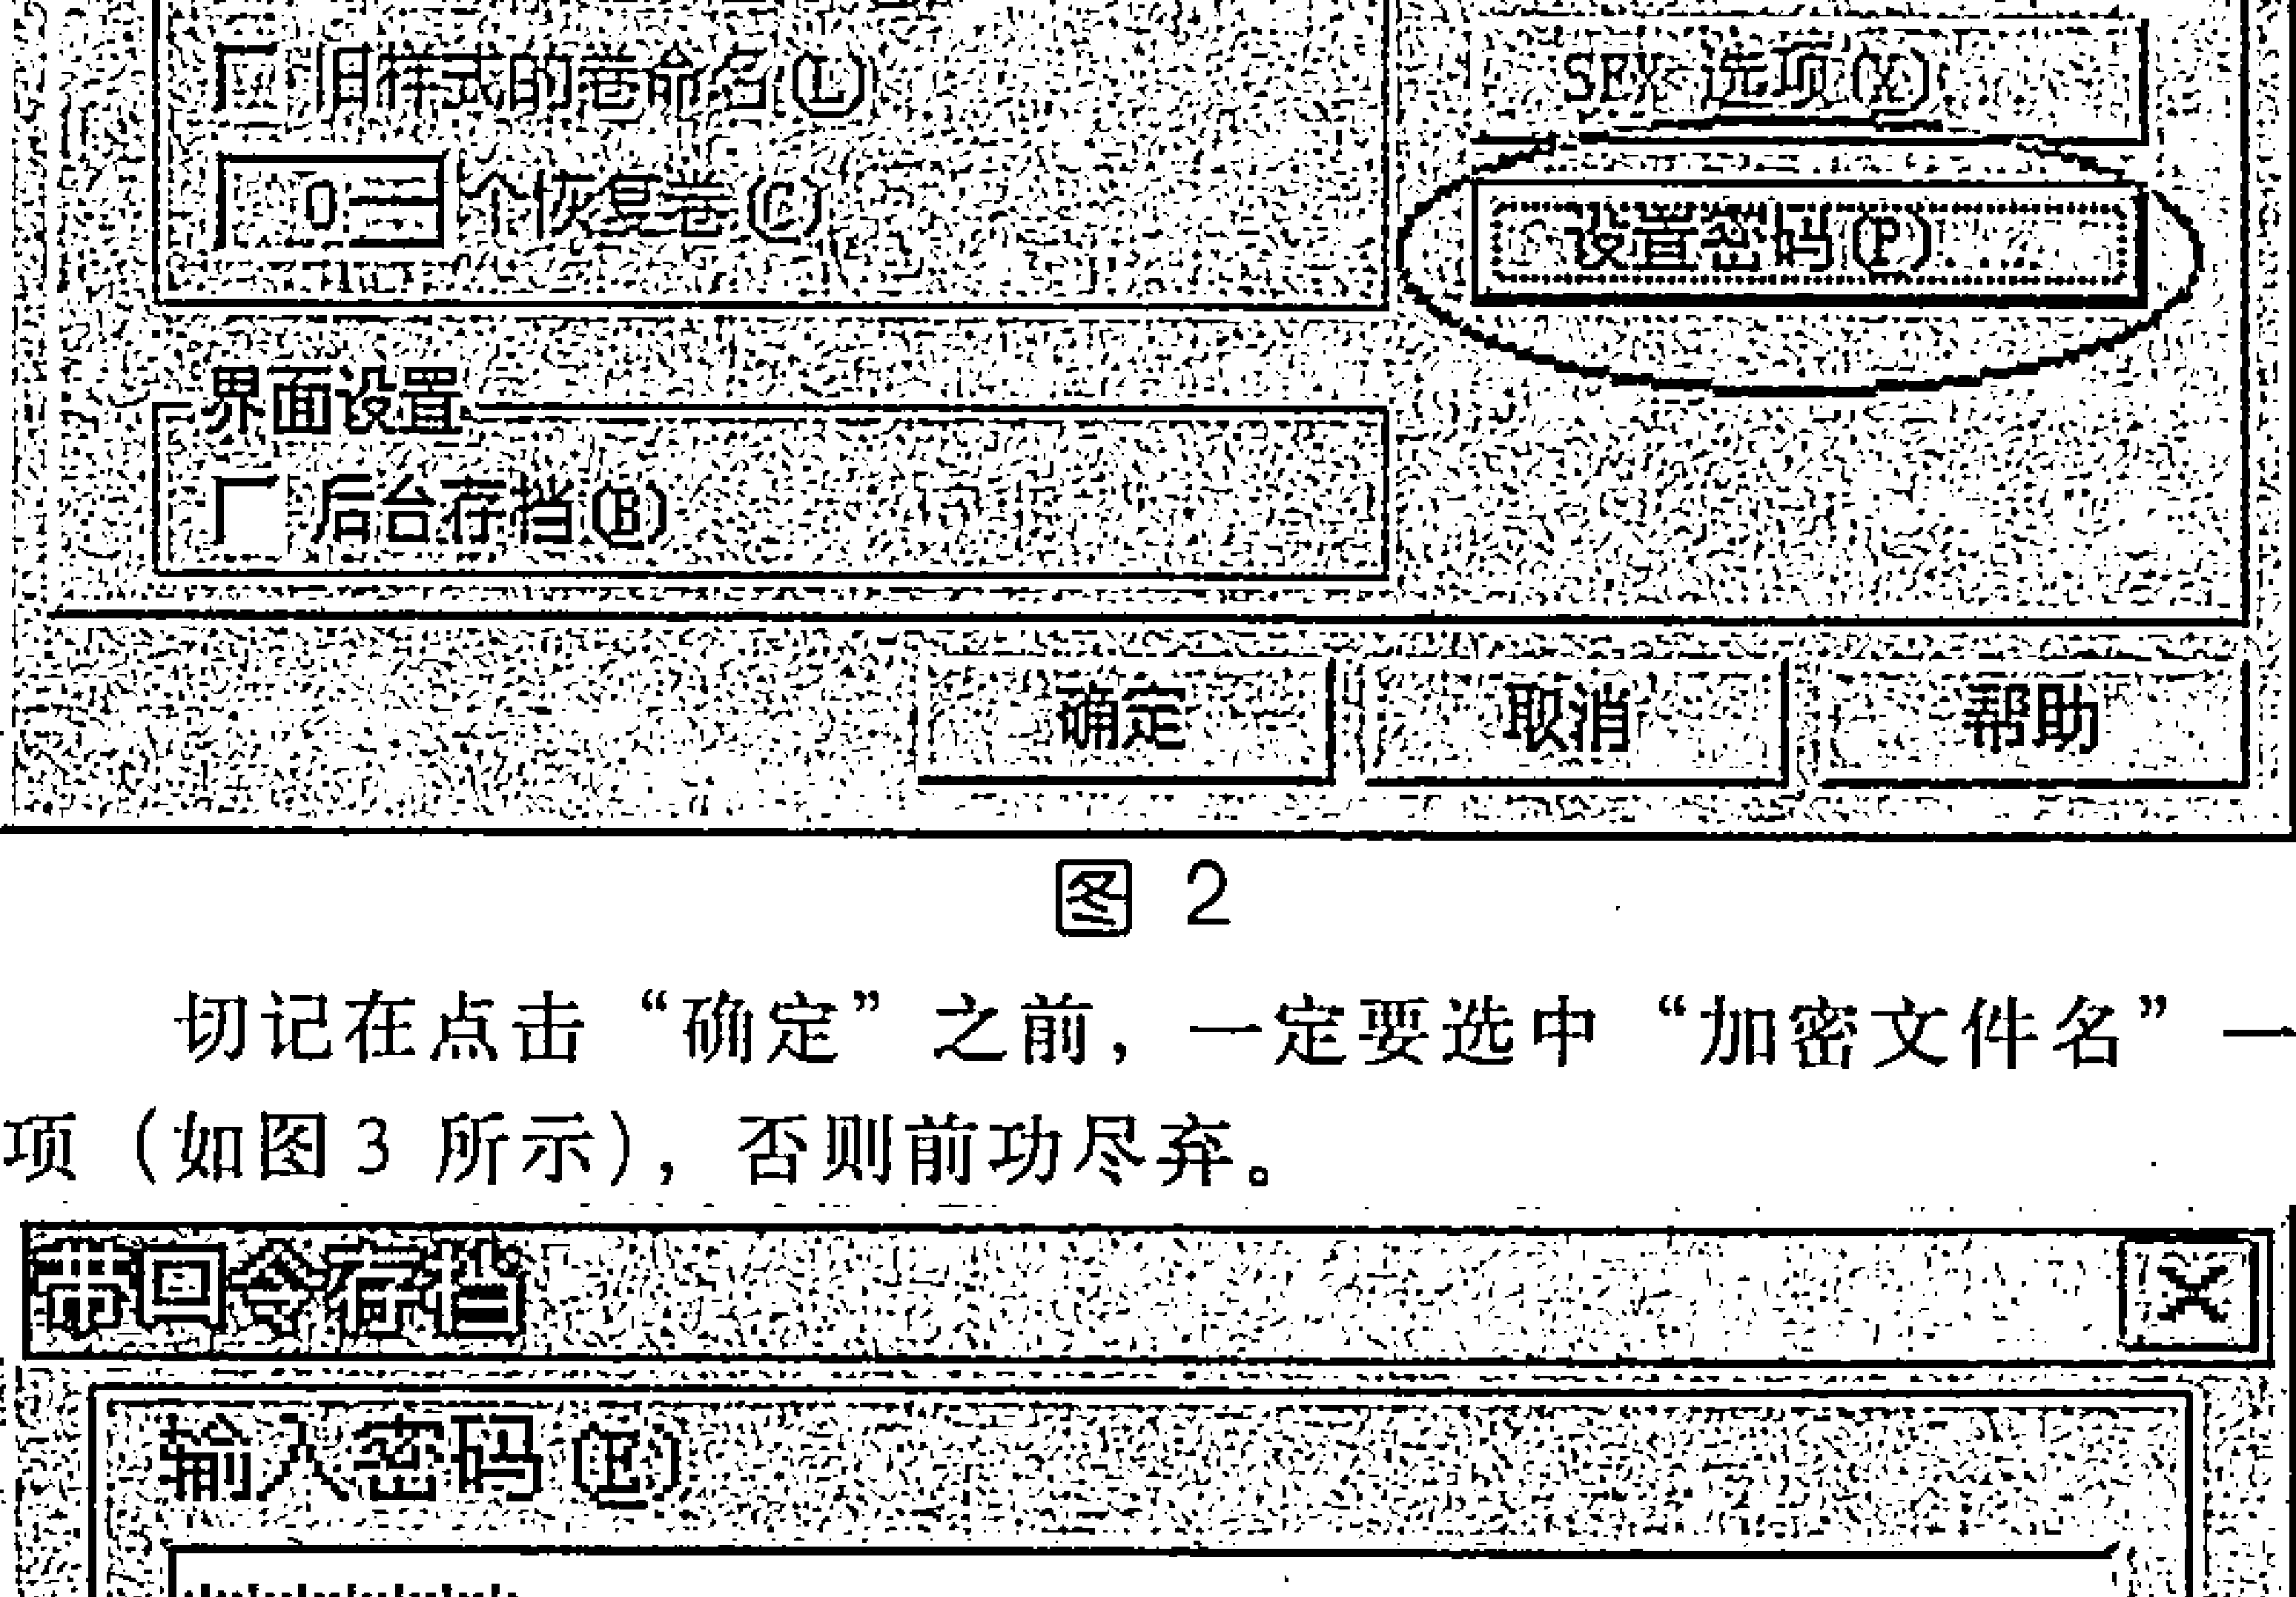 旧样式的卷命名(L)
SFX 选项(X)
0 个恢复卷(C)
设置密码(P)
界面设置
后台存挡(B)
确定 取消 帮助
图 2
切记在点击“确定”之前，一定要选中“加密文件名”一
项（如图3 所示），否则前功尽弃。
带口令存档
输入密码(E)